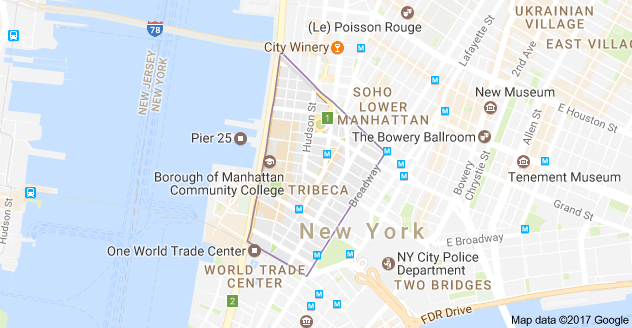 (Le) Poisson Rouge
UKRAINIAN
VILLAGE
78
City Winery
Lafayette St
2nd Ave
EAST VILLAG
NEW JERSEY
NEW YORK
SOHO
LOWER
MANHATTAN
New Museum
Hudson St
1
E Houston St
Pier 25
The Bowery Ballroom
Allen St
Borough of Manhattan
Community College
TRIBECA
Broadway
Bowery
Chrystie St
Tenement Museum
Hudson St
Grand St
New York
E Broadway
One World Trade Center
WORLD TRADE
CENTER
NY City Police
Department
TWO BRIDGES
2
FDR Drive
Map data ©2017 Google